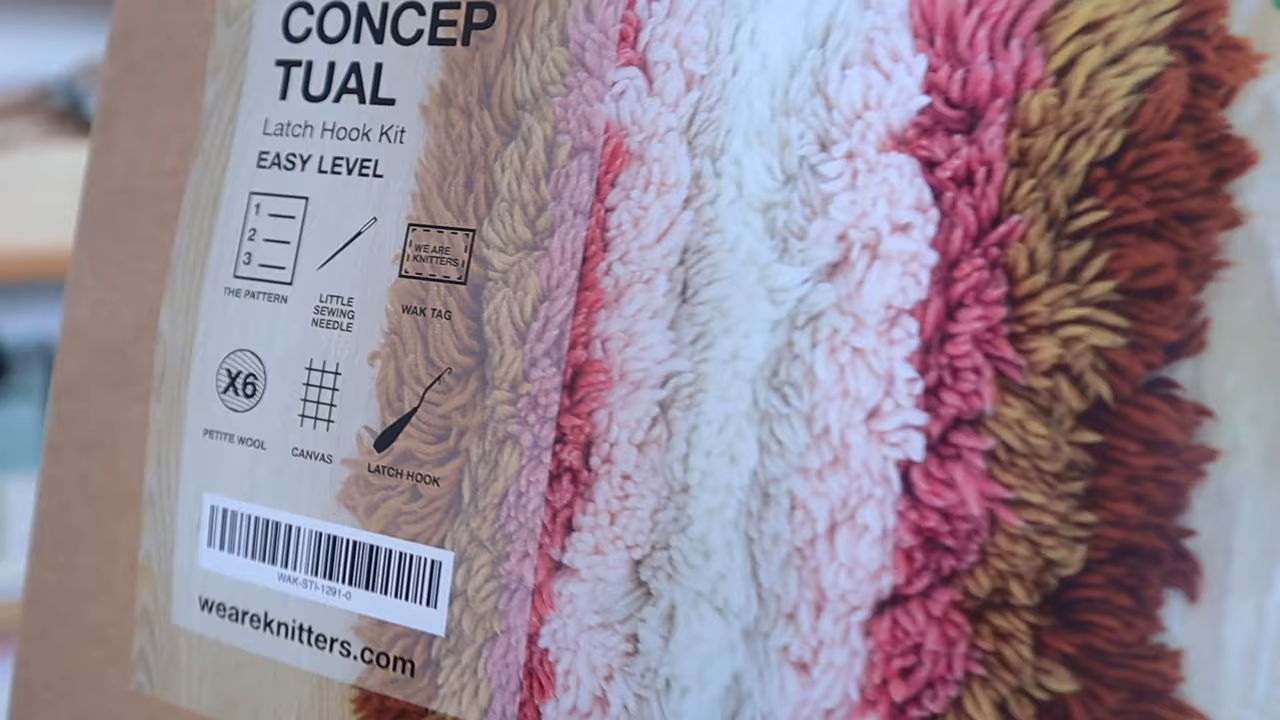 CONCEP
TUAL
Latch Hook Kit
EASY LEVEL
1
2
3
THE PATTERN
LITTLE
SEWING
NEEDLE
WE ARE
KNITTERS
WAK TAG
X6
PETITE WOOL
CANVAS
LATCH HOOK
WAK-STI-1291-0
weareknitters.com